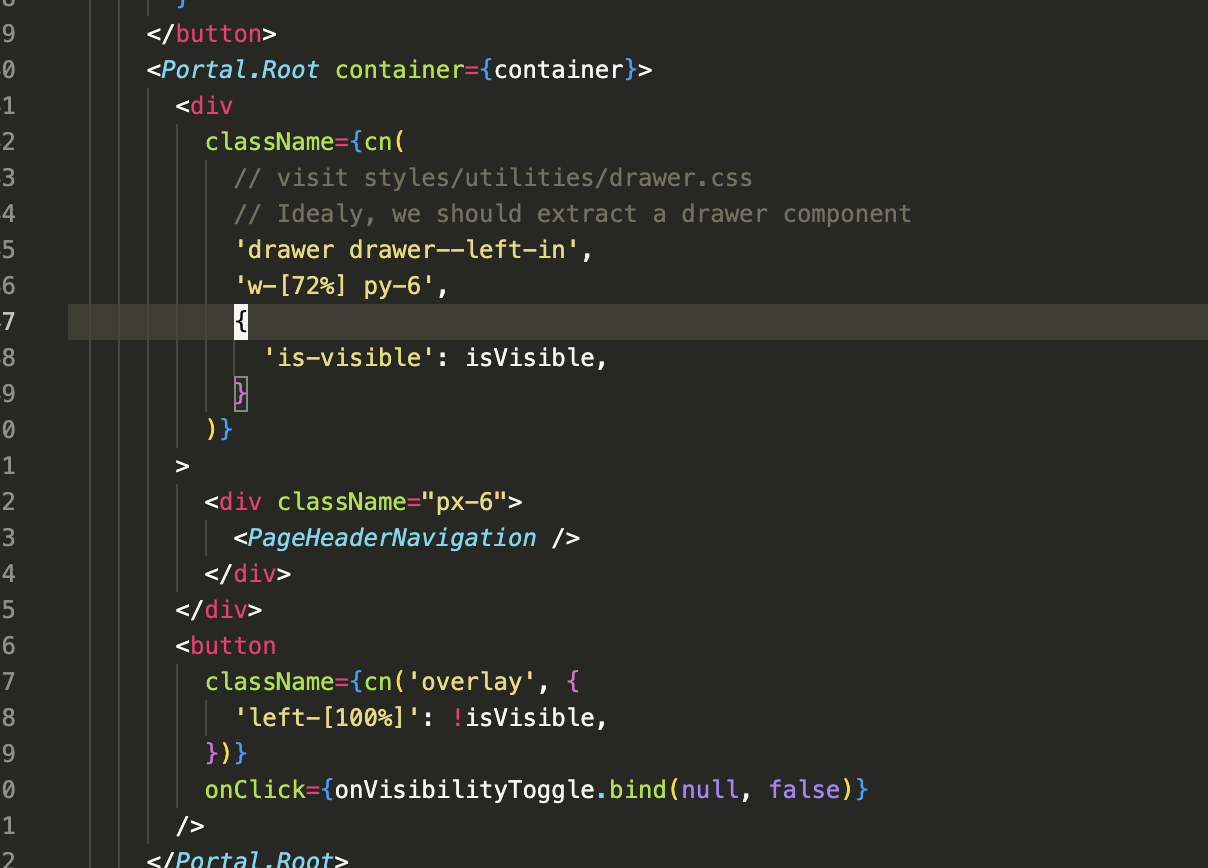 8 }
9 </button>
0 <Portal.Root container={container}>
1 <div
2 className={cn(
3 // visit styles/utilities/drawer.css
4 // Idealy, we should extract a drawer component
5 'drawer drawer--left-in',
6 'w-[72%] py-6',
7 {
8 'is-visible': isVisible,
9 }
0 )}
1 >
2 <div className="px-6">
3 <PageHeaderNavigation />
4 </div>
5 </div>
6 <button
7 className={cn('overlay', {
8 'left-[100%]': !isVisible,
9 })}
0 onClick={onVisibilityToggle.bind(null, false)}
1 />
2 </Portal.Root>